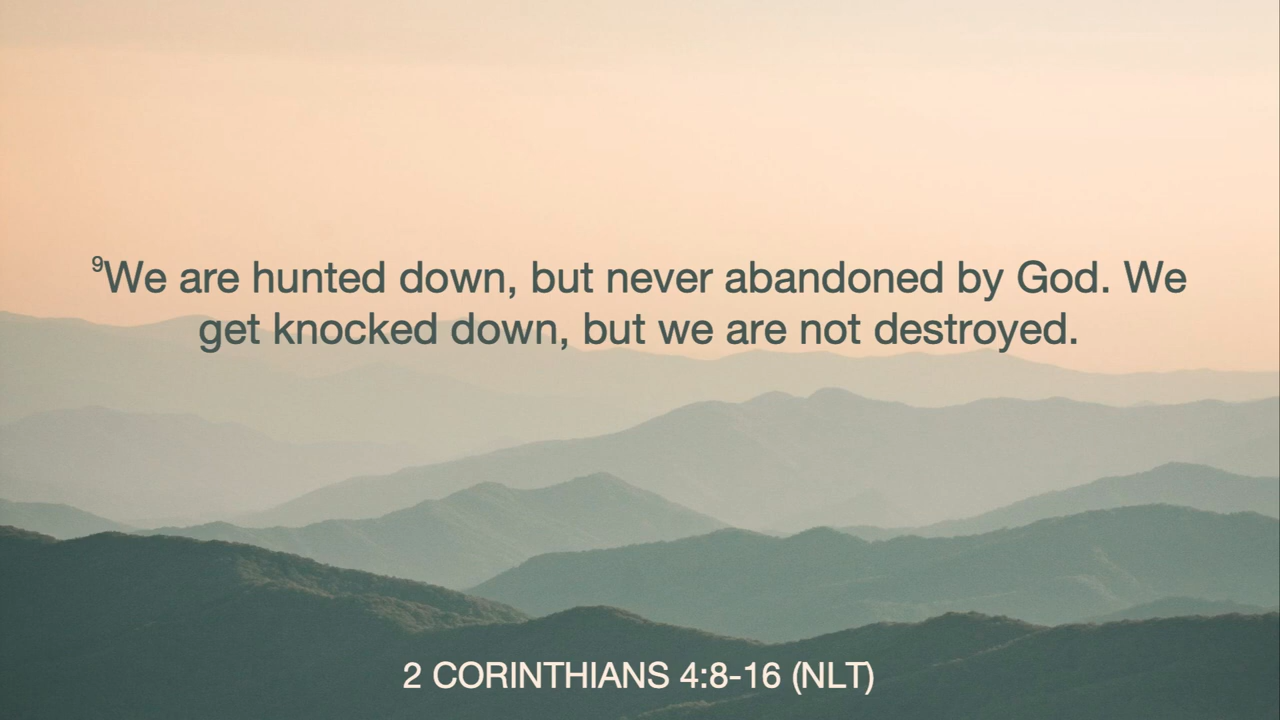 ⁹We are hunted down, but never abandoned by God. We
get knocked down, but we are not destroyed.
2 CORINTHIANS 4:8-16 (NLT)